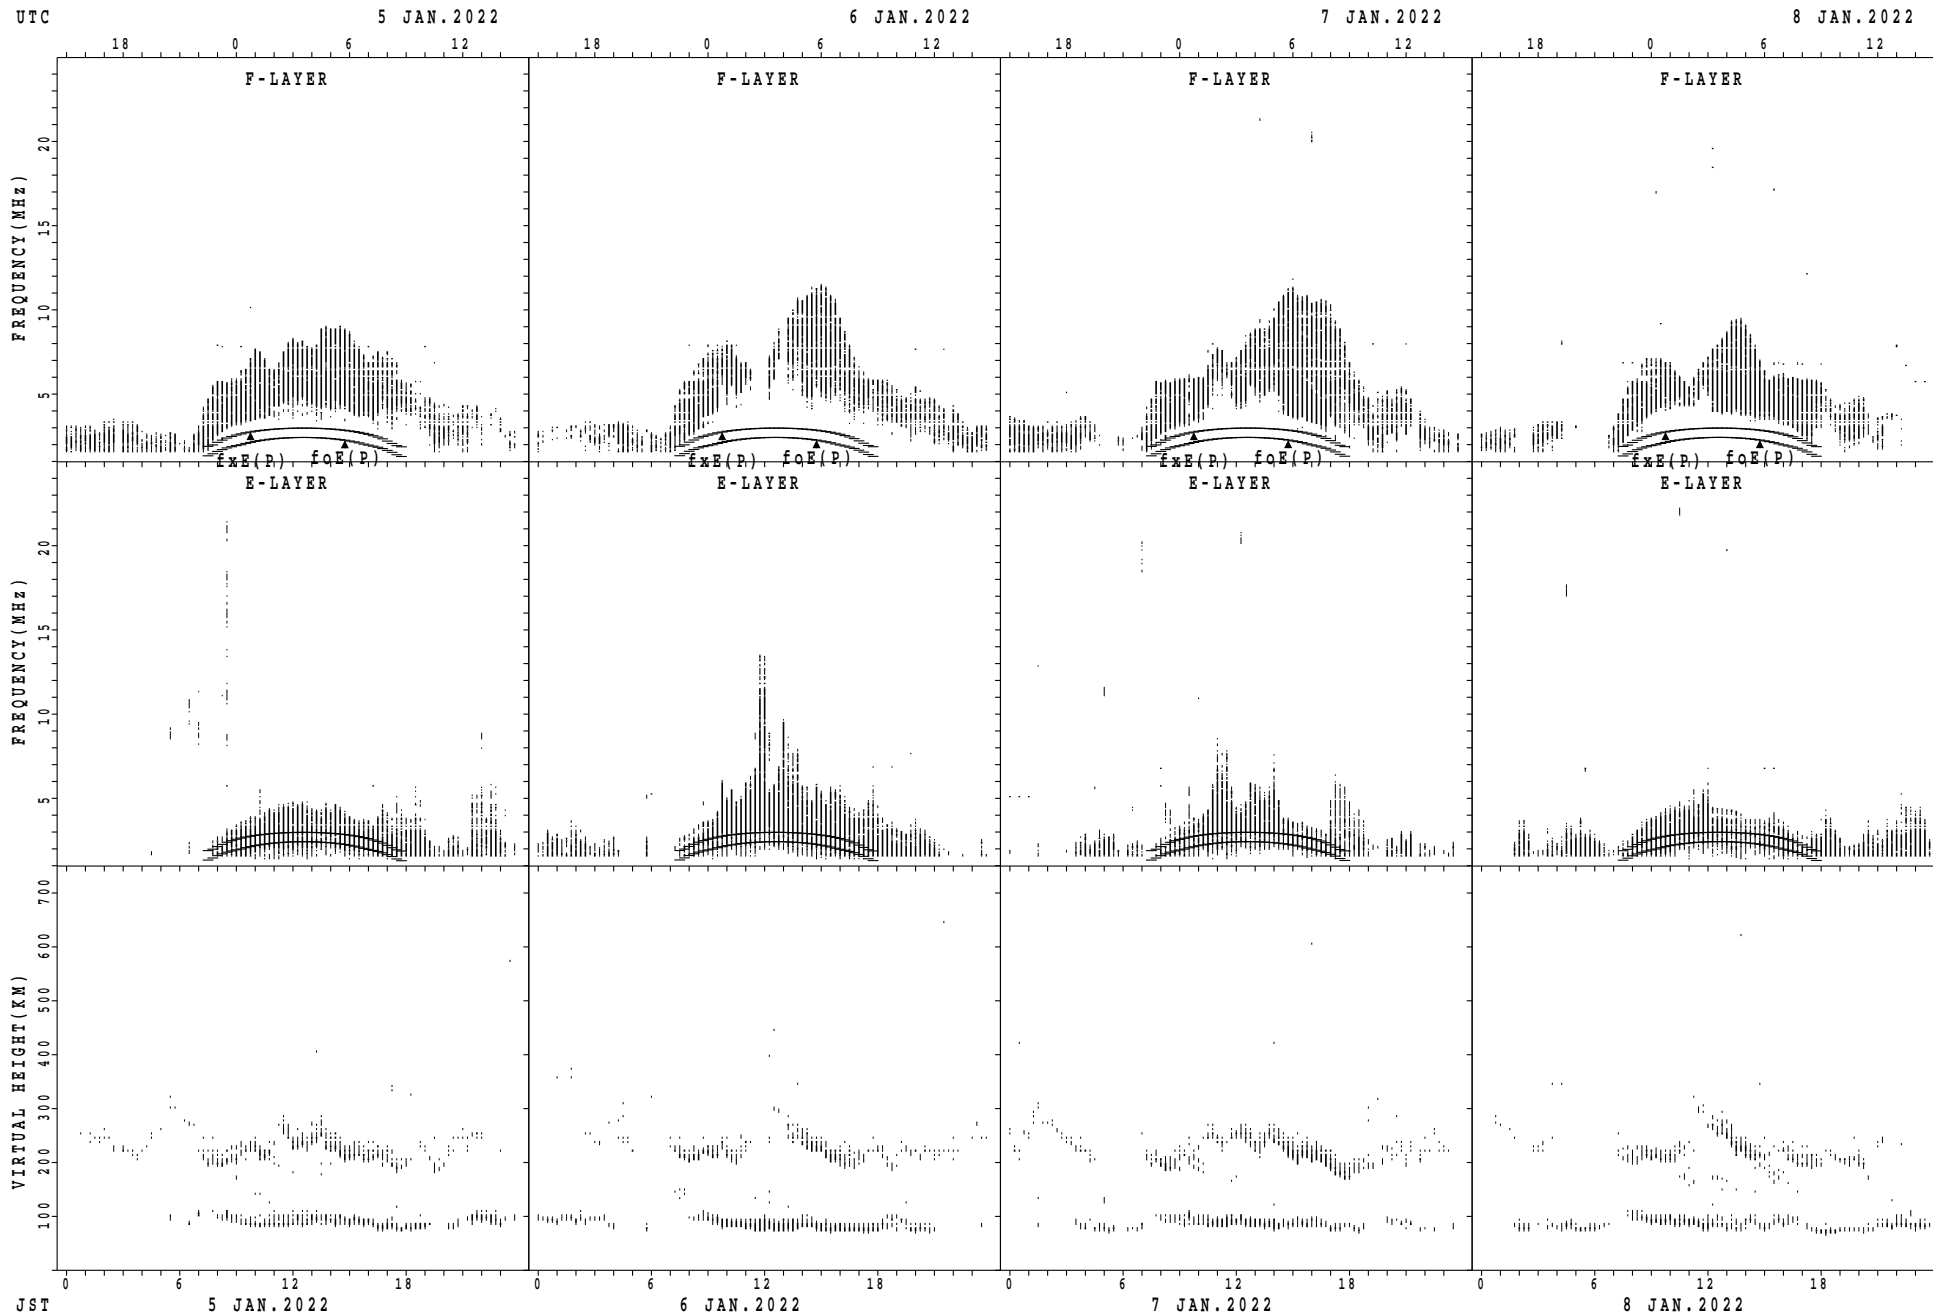 UTC 5 JAN.2022 6 JAN.2022 7 JAN.2022 8 JAN.2022
18 0 6 12 18 0 6 12 18 0 6 12 18 0 6 12
F-LAYER F-LAYER F-LAYER F-LAYER
FREQUENCY(MHz)
20
15
10
5
fxE(P) foE(P) fxE(P) foE(P) fxE(P) foE(P) fxE(P) foE(P)
E-LAYER E-LAYER E-LAYER E-LAYER
FREQUENCY(MHz)
20
15
10
5
VIRTUAL HEIGHT(KM)
700
600
500
400
300
200
100
0 6 12 18 0 6 12 18 0 6 12 18 0 6 12 18
JST 5 JAN.2022 6 JAN.2022 7 JAN.2022 8 JAN.2022